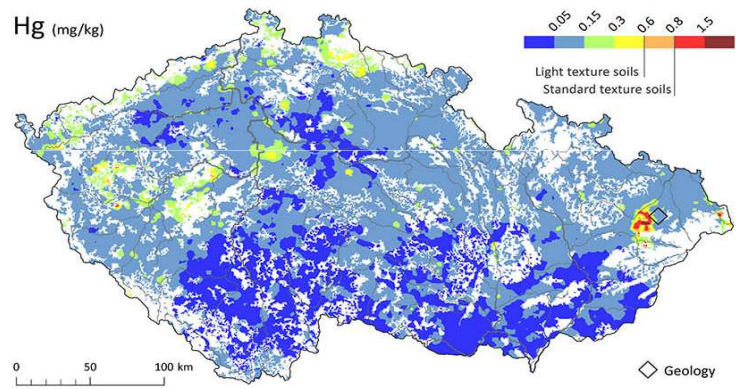 Hg (mg/kg)
0.05 0.15 0.3 0.6 0.8 1.5
Light texture soils
Standard texture soils
0 50 100 km
Geology